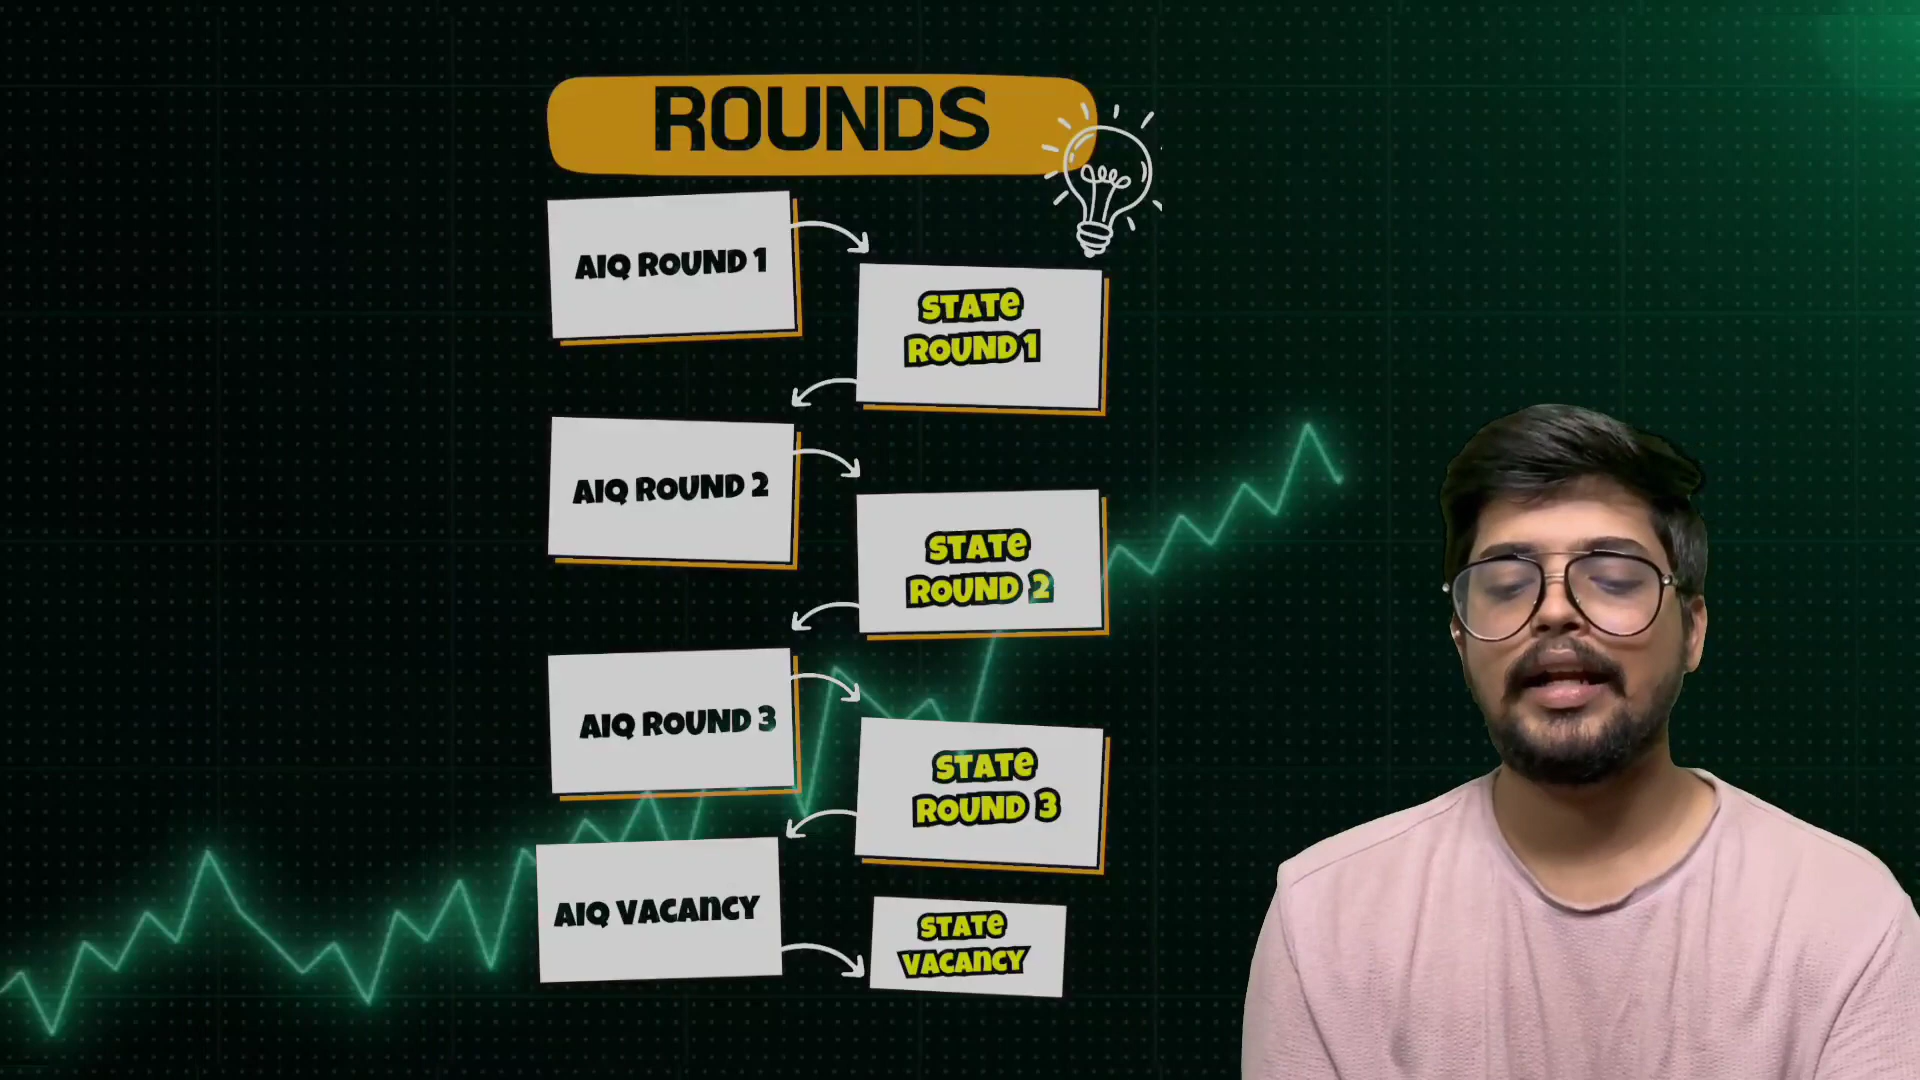 ROUNDS
AIQ ROUND 1
STATE
ROUND 1
AIQ ROUND 2
STATE
ROUND 2
AIQ ROUND 3
STATE
ROUND 3
AIQ VACANCY
STATE
VACANCY